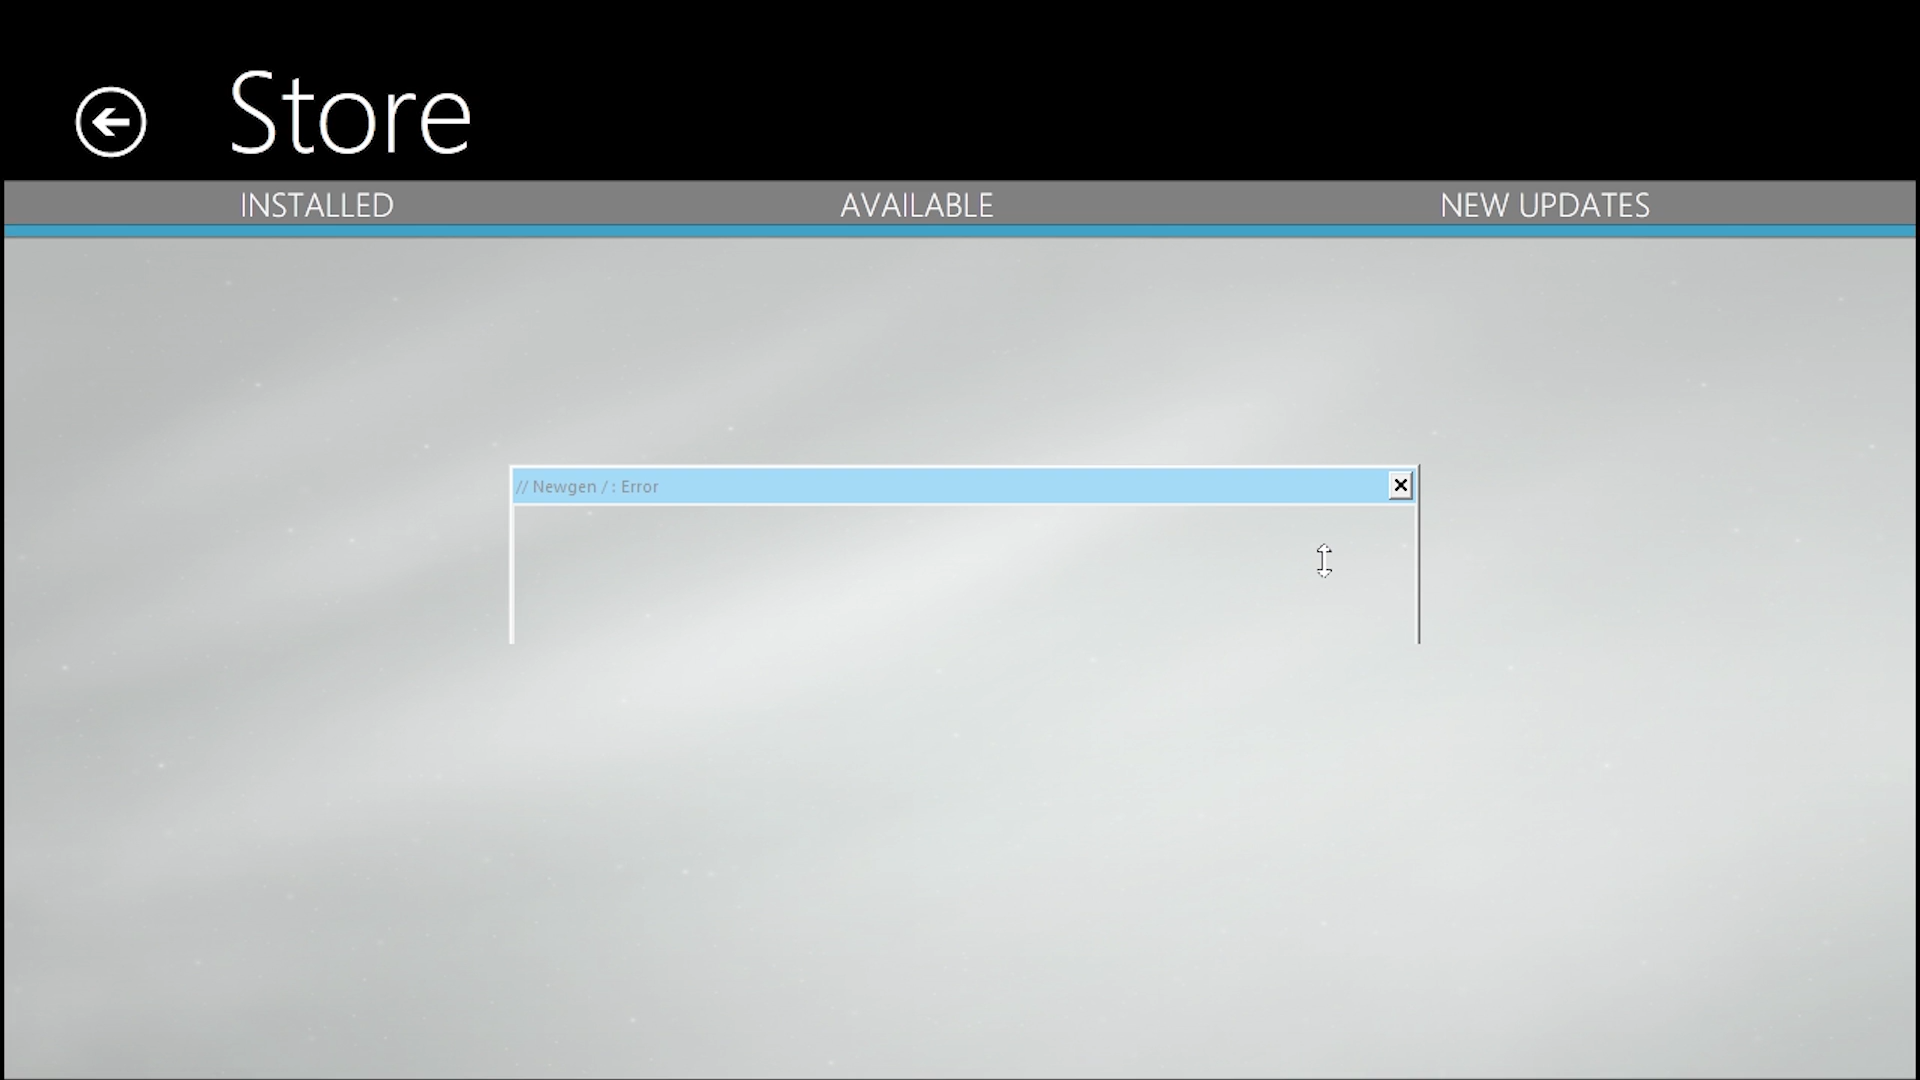 Store
INSTALLED
AVAILABLE
NEW UPDATES
// Newgen / : Error